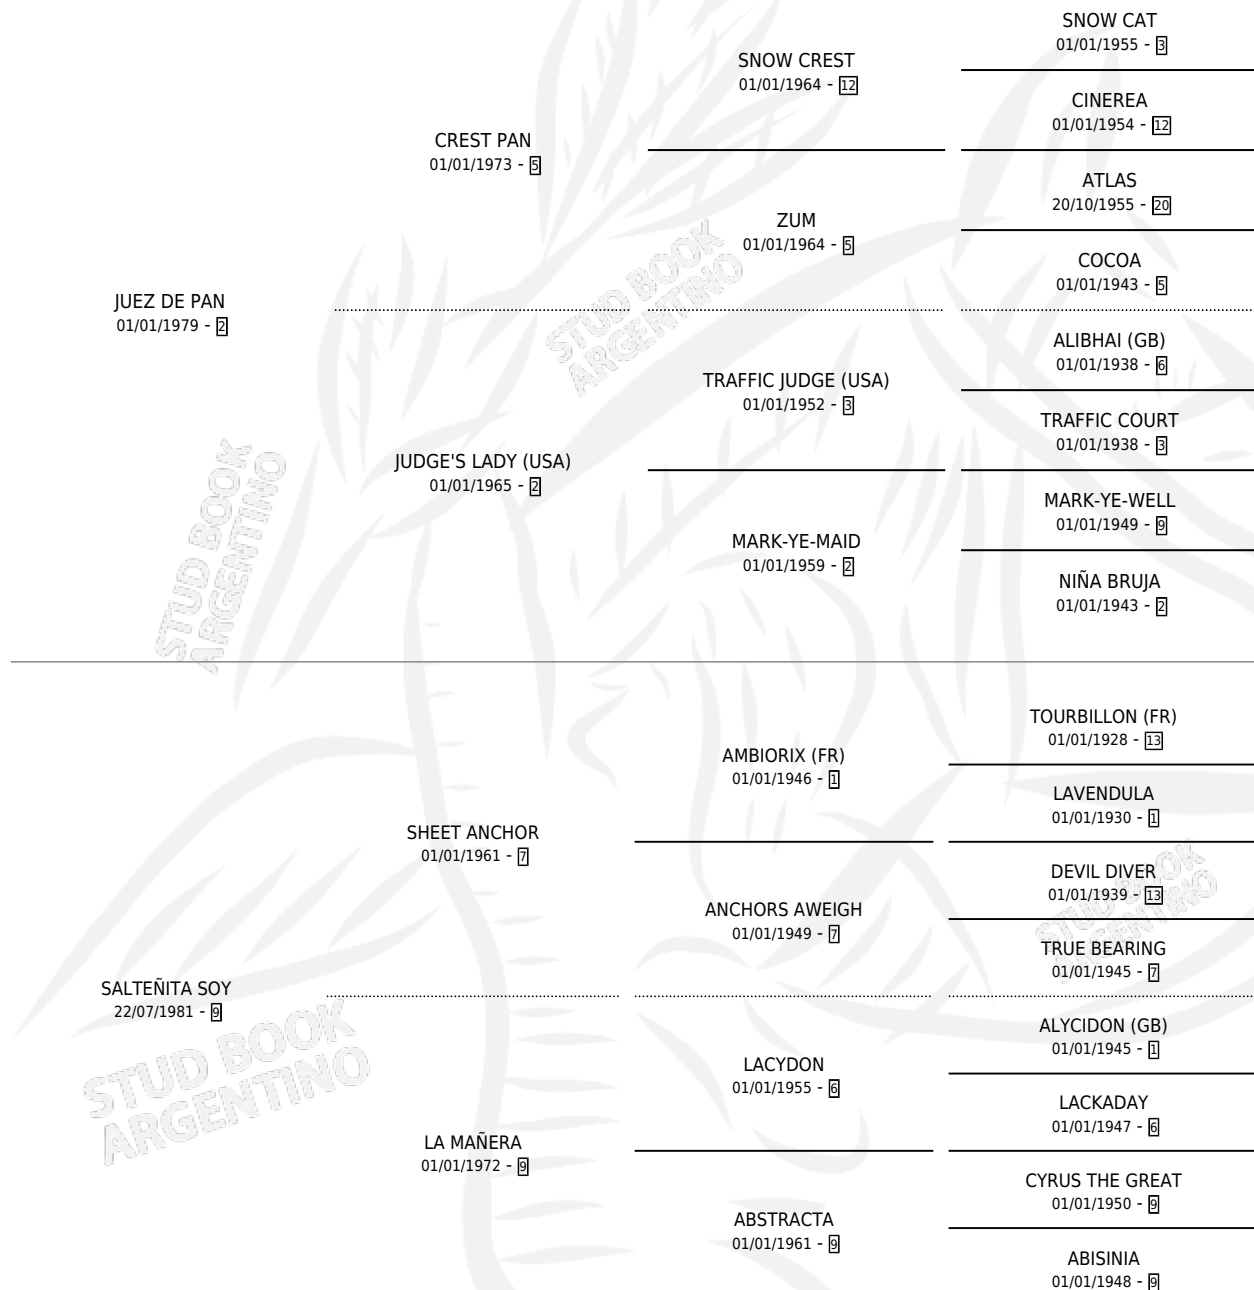 SNOW CAT
01/01/1955 - 3
SNOW CREST
01/01/1964 - 12
CINEREA
01/01/1954 - 12
CREST PAN
01/01/1973 - 5
ATLAS
20/10/1955 - 20
ZUM
01/01/1964 - 5
COCOA
01/01/1943 - 5
JUEZ DE PAN
01/01/1979 - 2
ALIBHAI (GB)
01/01/1938 - 6
TRAFFIC JUDGE (USA)
01/01/1952 - 3
TRAFFIC COURT
01/01/1938 - 3
JUDGE'S LADY (USA)
01/01/1965 - 2
MARK-YE-WELL
01/01/1949 - 9
MARK-YE-MAID
01/01/1959 - 2
NIÑA BRUJA
01/01/1943 - 2
STUD BOOK
ARGENTINO
STUD BOOK
ARGENTINO
TOURBILLON (FR)
01/01/1928 - 13
AMBIORIX (FR)
01/01/1946 - 1
LAVENDULA
01/01/1930 - 1
SHEET ANCHOR
01/01/1961 - 7
DEVIL DIVER
01/01/1939 - 13
ANCHORS AWEIGH
01/01/1949 - 7
TRUE BEARING
01/01/1945 - 7
SALTEÑITA SOY
22/07/1981 - 9
ALYCIDON (GB)
01/01/1945 - 1
LACYDON
01/01/1955 - 6
LACKADAY
01/01/1947 - 6
LA MAÑERA
01/01/1972 - 9
CYRUS THE GREAT
01/01/1950 - 9
ABSTRACTA
01/01/1961 - 9
ABISINIA
01/01/1948 - 9
STUD BOOK
ARGENTINO
STUD BOOK
ARGENTINO